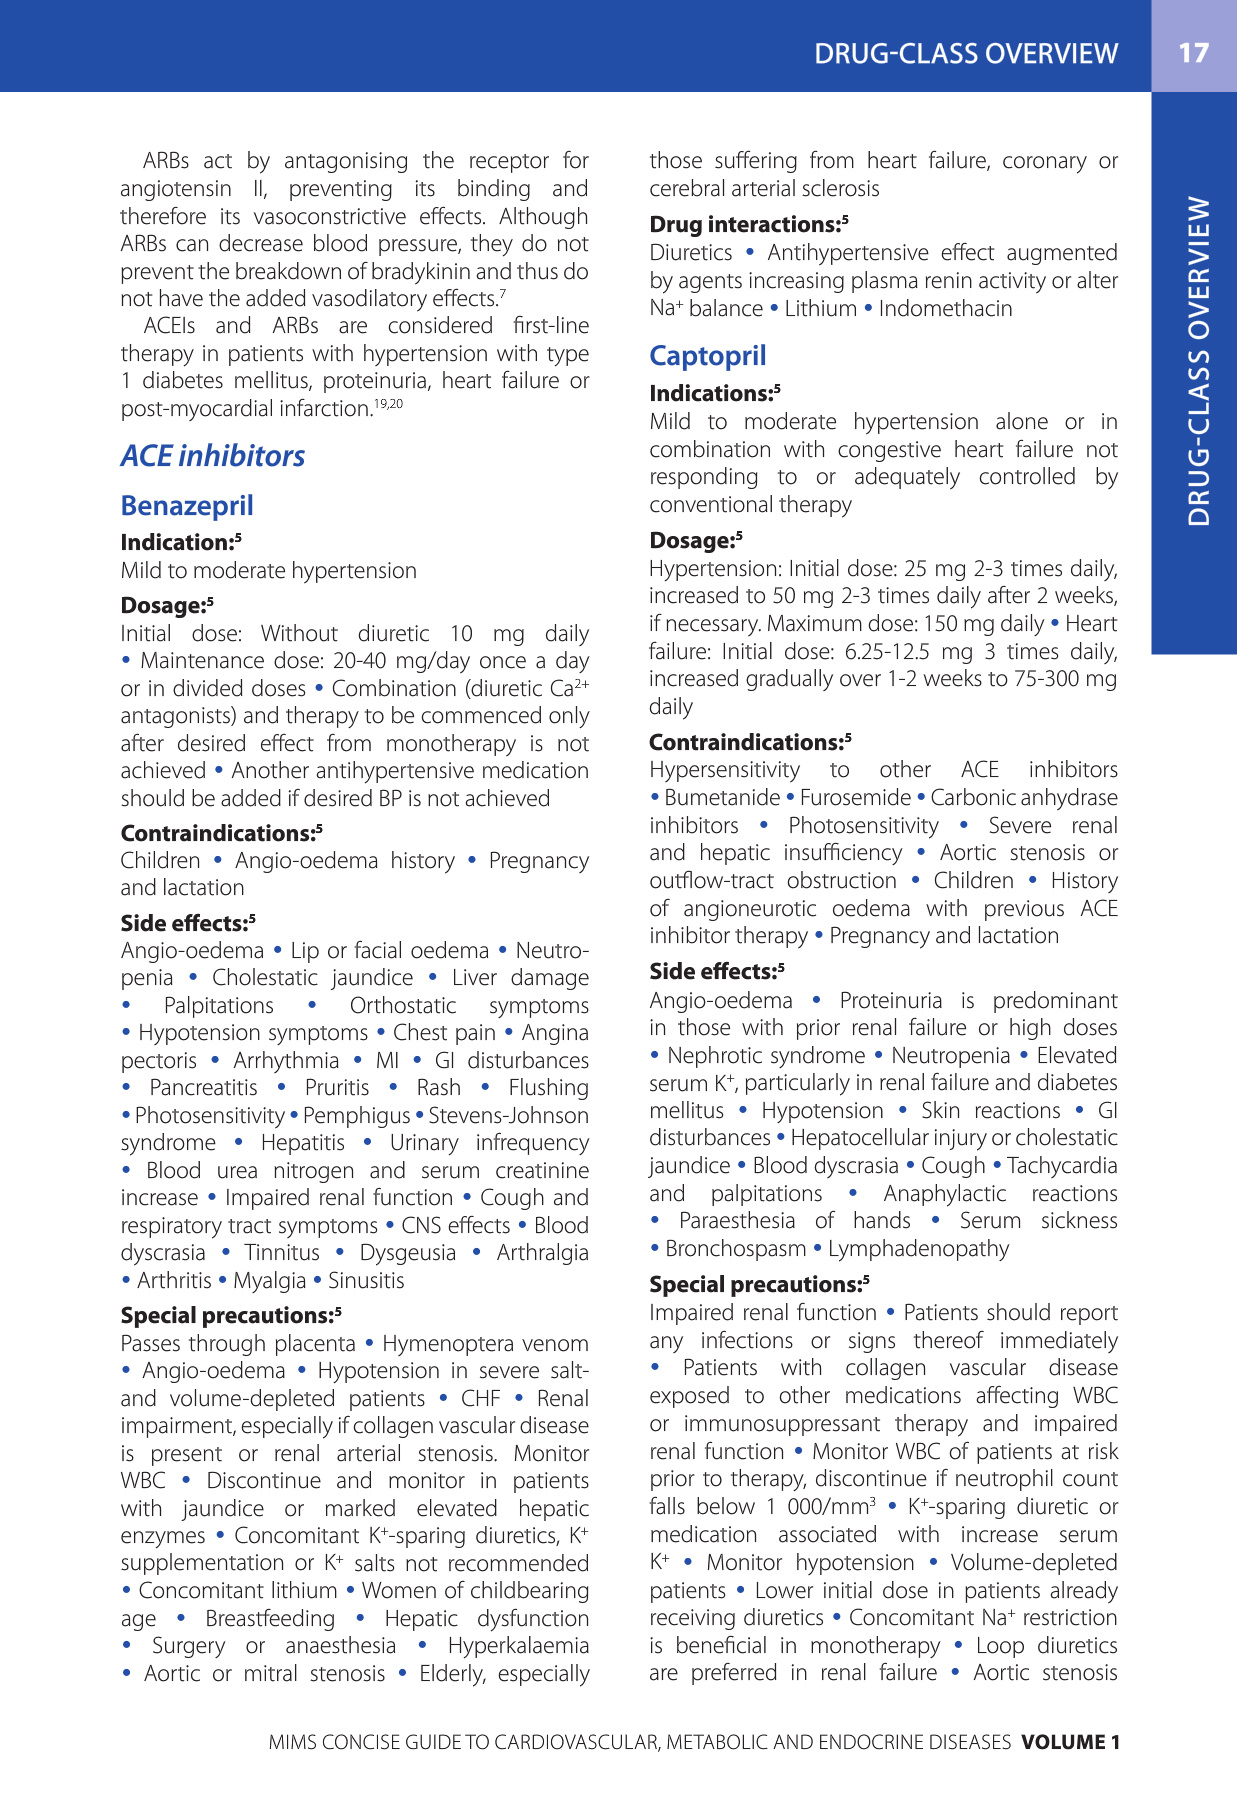 DRUG-CLASS OVERVIEW 17
ARBs act by antagonising the receptor for
angiotensin II, preventing its binding and
therefore its vasoconstrictive effects. Although
ARBs can decrease blood pressure, they do not
prevent the breakdown of bradykinin and thus do
not have the added vasodilatory effects.⁷
ACEIs and ARBs are considered first-line
therapy in patients with hypertension with type
1 diabetes mellitus, proteinuria, heart failure or
post-myocardial infarction.¹⁹,²⁰
ACE inhibitors
Benazepril
Indication:⁵
Mild to moderate hypertension
Dosage:⁵
Initial dose: Without diuretic 10 mg daily
• Maintenance dose: 20-40 mg/day once a day
or in divided doses • Combination (diuretic Ca²⁺
antagonists) and therapy to be commenced only
after desired effect from monotherapy is not
achieved • Another antihypertensive medication
should be added if desired BP is not achieved
Contraindications:⁵
Children • Angio-oedema history • Pregnancy
and lactation
Side effects:⁵
Angio-oedema • Lip or facial oedema • Neutro-
penia • Cholestatic jaundice • Liver damage
• Palpitations • Orthostatic symptoms
• Hypotension symptoms • Chest pain • Angina
pectoris • Arrhythmia • MI • GI disturbances
• Pancreatitis • Pruritis • Rash • Flushing
• Photosensitivity • Pemphigus • Stevens-Johnson
syndrome • Hepatitis • Urinary infrequency
• Blood urea nitrogen and serum creatinine
increase • Impaired renal function • Cough and
respiratory tract symptoms • CNS effects • Blood
dyscrasia • Tinnitus • Dysgeusia • Arthralgia
• Arthritis • Myalgia • Sinusitis
Special precautions:⁵
Passes through placenta • Hymenoptera venom
• Angio-oedema • Hypotension in severe salt-
and volume-depleted patients • CHF • Renal
impairment, especially if collagen vascular disease
is present or renal arterial stenosis. Monitor
WBC • Discontinue and monitor in patients
with jaundice or marked elevated hepatic
enzymes • Concomitant K⁺-sparing diuretics, K⁺
supplementation or K⁺ salts not recommended
• Concomitant lithium • Women of childbearing
age • Breastfeeding • Hepatic dysfunction
• Surgery or anaesthesia • Hyperkalaemia
• Aortic or mitral stenosis • Elderly, especially
those suffering from heart failure, coronary or
cerebral arterial sclerosis
Drug interactions:⁵
Diuretics • Antihypertensive effect augmented
by agents increasing plasma renin activity or alter
Na⁺ balance • Lithium • Indomethacin
Captopril
Indications:⁵
Mild to moderate hypertension alone or in
combination with congestive heart failure not
responding to or adequately controlled by
conventional therapy
Dosage:⁵
Hypertension: Initial dose: 25 mg 2-3 times daily,
increased to 50 mg 2-3 times daily after 2 weeks,
if necessary. Maximum dose: 150 mg daily • Heart
failure: Initial dose: 6.25-12.5 mg 3 times daily,
increased gradually over 1-2 weeks to 75-300 mg
daily
Contraindications:⁵
Hypersensitivity to other ACE inhibitors
• Bumetanide • Furosemide • Carbonic anhydrase
inhibitors • Photosensitivity • Severe renal
and hepatic insufficiency • Aortic stenosis or
outflow-tract obstruction • Children • History
of angioneurotic oedema with previous ACE
inhibitor therapy • Pregnancy and lactation
Side effects:⁵
Angio-oedema • Proteinuria is predominant
in those with prior renal failure or high doses
• Nephrotic syndrome • Neutropenia • Elevated
serum K⁺, particularly in renal failure and diabetes
mellitus • Hypotension • Skin reactions • GI
disturbances • Hepatocellular injury or cholestatic
jaundice • Blood dyscrasia • Cough • Tachycardia
and palpitations • Anaphylactic reactions
• Paraesthesia of hands • Serum sickness
• Bronchospasm • Lymphadenopathy
Special precautions:⁵
Impaired renal function • Patients should report
any infections or signs thereof immediately
• Patients with collagen vascular disease
exposed to other medications affecting WBC
or immunosuppressant therapy and impaired
renal function • Monitor WBC of patients at risk
prior to therapy, discontinue if neutrophil count
falls below 1 000/mm³ • K⁺-sparing diuretic or
medication associated with increase serum
K⁺ • Monitor hypotension • Volume-depleted
patients • Lower initial dose in patients already
receiving diuretics • Concomitant Na⁺ restriction
is beneficial in monotherapy • Loop diuretics
are preferred in renal failure • Aortic stenosis
DRUG-CLASS OVERVIEW
MIMS CONCISE GUIDE TO CARDIOVASCULAR, METABOLIC AND ENDOCRINE DISEASES VOLUME 1